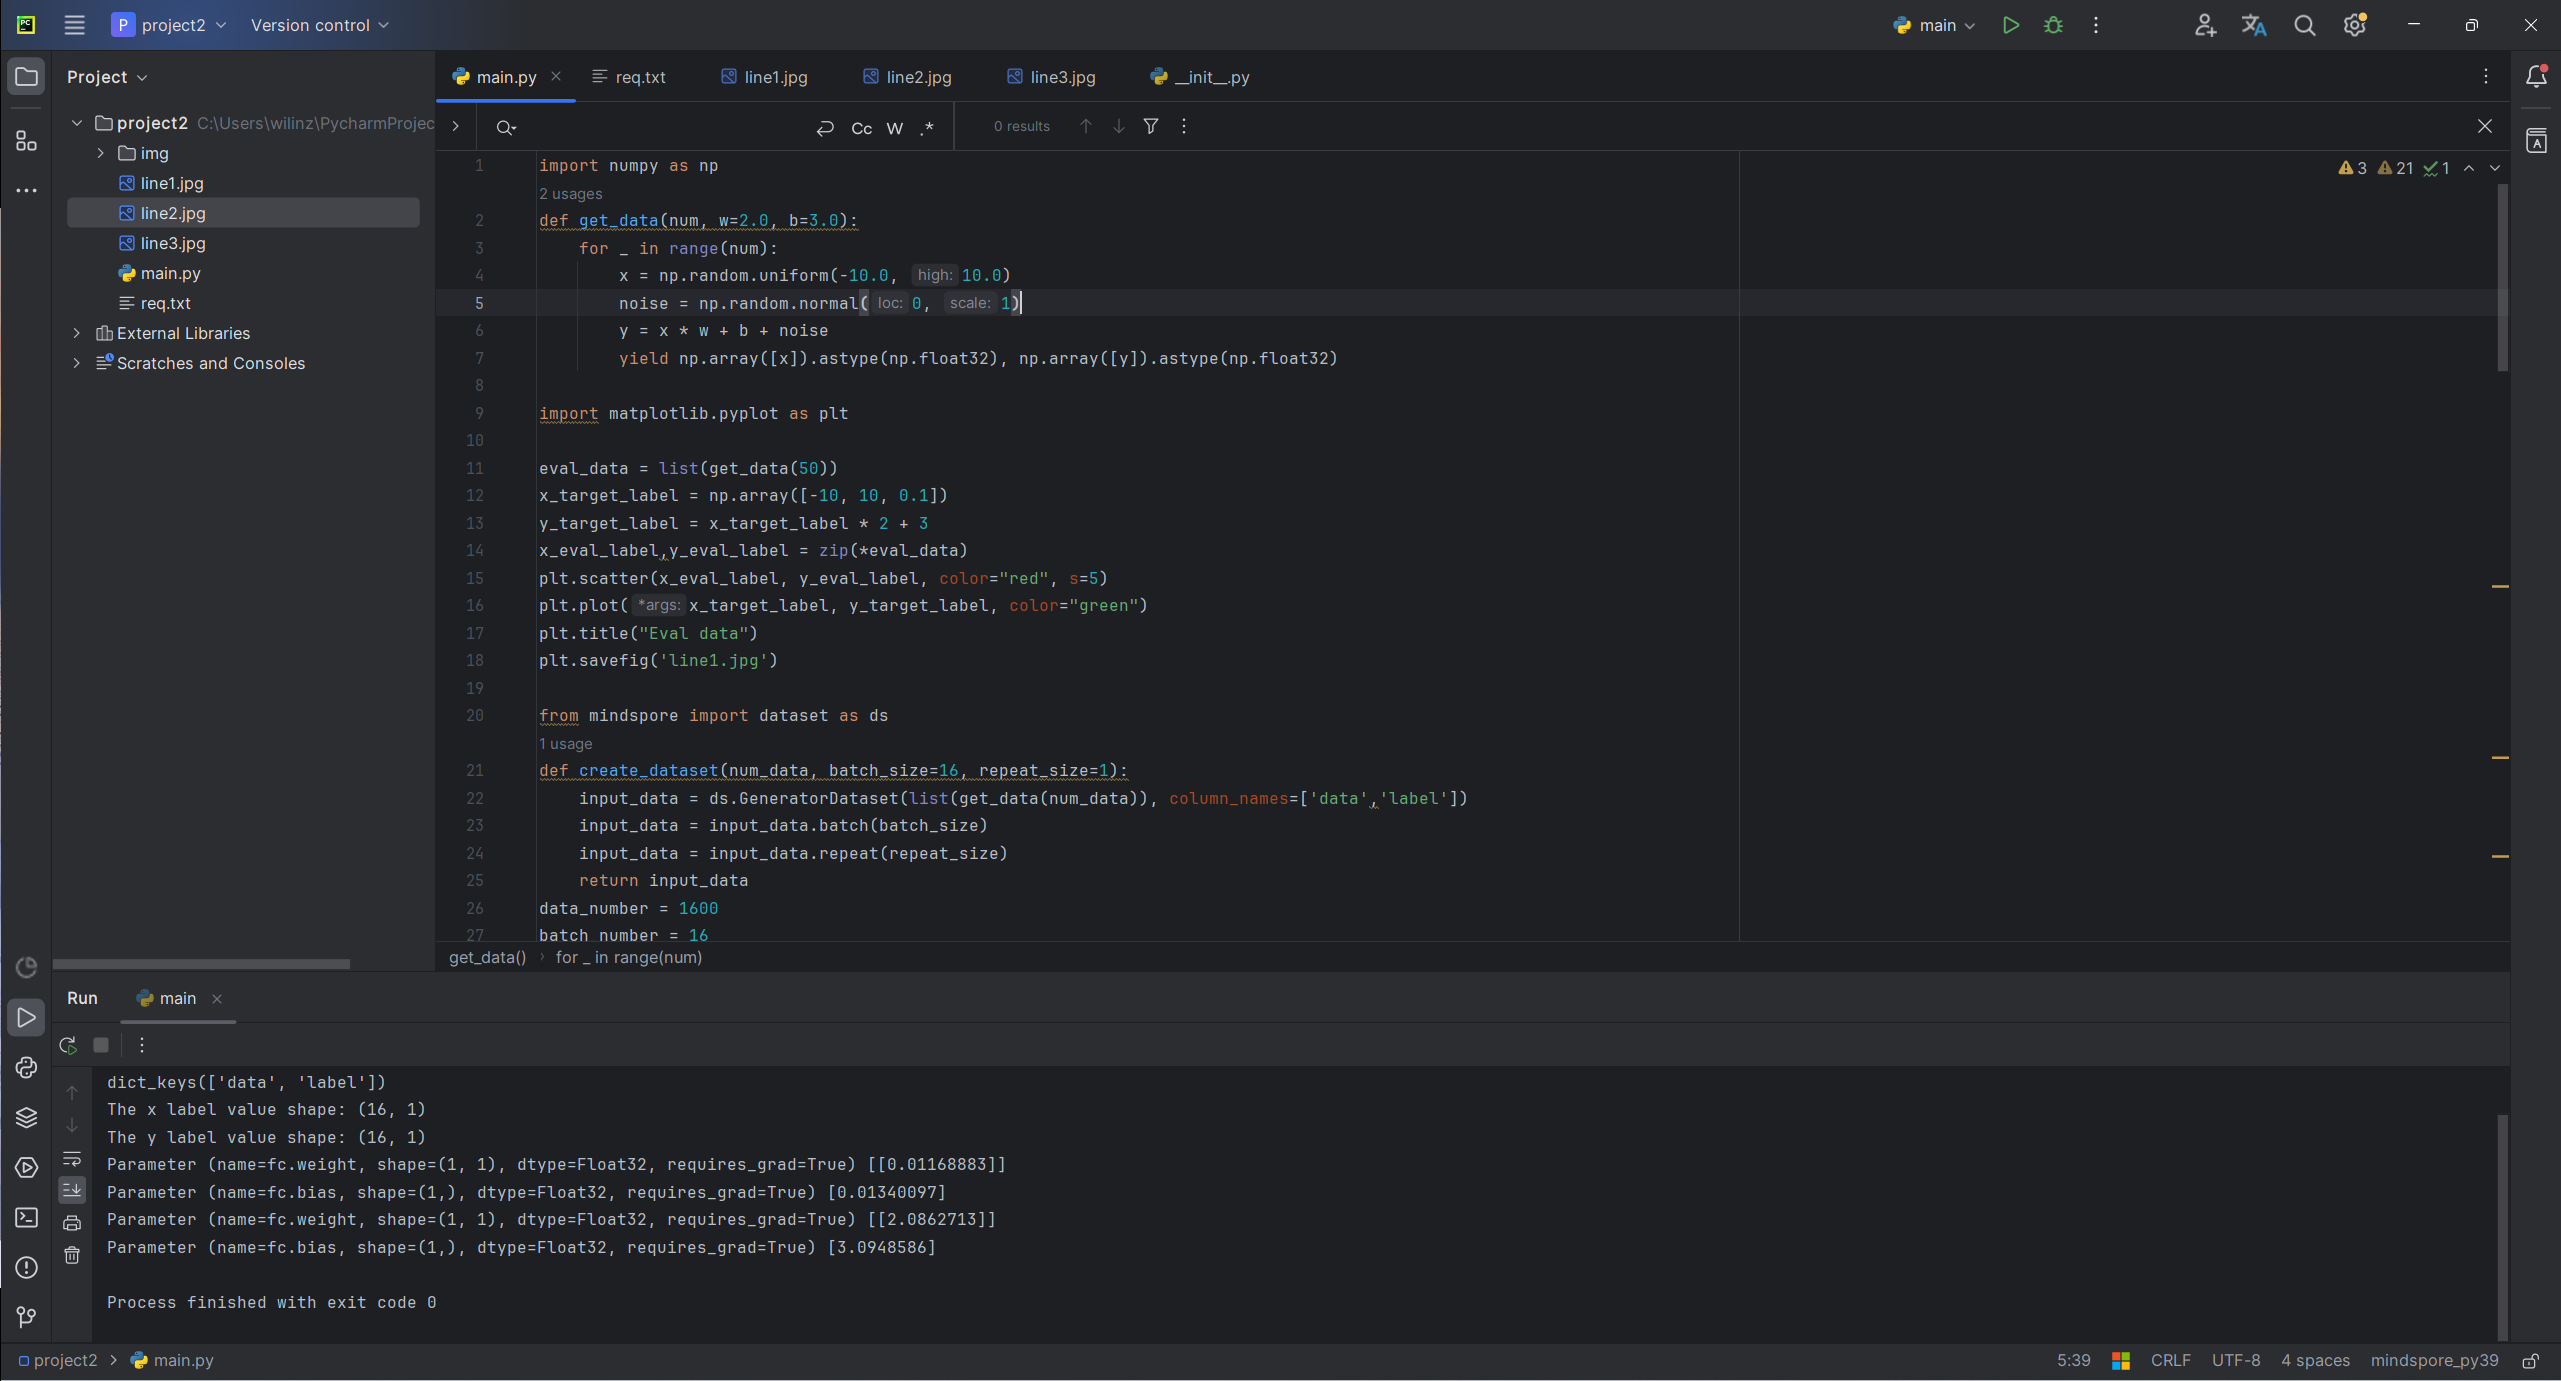 PC
P project2 Version control
main
Project
main.py req.txt line1.jpg line2.jpg line3.jpg __init__.py
project2 C:\Users\wilinz\PycharmProjec
img
line1.jpg
line2.jpg
line3.jpg
main.py
req.txt
External Libraries
Scratches and Consoles
Cc W .* 0 results
3 21 1
1 import numpy as np
2 usages
2 def get_data(num, w=2.0, b=3.0):
3 for _ in range(num):
4 x = np.random.uniform(-10.0, high: 10.0)
5 noise = np.random.normal( loc: 0, scale: 1)
6 y = x * w + b + noise
7 yield np.array([x]).astype(np.float32), np.array([y]).astype(np.float32)
8
9 import matplotlib.pyplot as plt
10
11 eval_data = list(get_data(50))
12 x_target_label = np.array([-10, 10, 0.1])
13 y_target_label = x_target_label * 2 + 3
14 x_eval_label,y_eval_label = zip(*eval_data)
15 plt.scatter(x_eval_label, y_eval_label, color="red", s=5)
16 plt.plot( *args: x_target_label, y_target_label, color="green")
17 plt.title("Eval data")
18 plt.savefig('line1.jpg')
19
20 from mindspore import dataset as ds
1 usage
21 def create_dataset(num_data, batch_size=16, repeat_size=1):
22 input_data = ds.GeneratorDataset(list(get_data(num_data)), column_names=['data','label'])
23 input_data = input_data.batch(batch_size)
24 input_data = input_data.repeat(repeat_size)
25 return input_data
26 data_number = 1600
27 batch_number = 16
get_data() › for _ in range(num)
Run main
dict_keys(['data', 'label'])
The x label value shape: (16, 1)
The y label value shape: (16, 1)
Parameter (name=fc.weight, shape=(1, 1), dtype=Float32, requires_grad=True) [[0.01168883]]
Parameter (name=fc.bias, shape=(1,), dtype=Float32, requires_grad=True) [0.01340097]
Parameter (name=fc.weight, shape=(1, 1), dtype=Float32, requires_grad=True) [[2.0862713]]
Parameter (name=fc.bias, shape=(1,), dtype=Float32, requires_grad=True) [3.0948586]
Process finished with exit code 0
project2 › main.py 5:39 CRLF UTF-8 4 spaces mindspore_py39